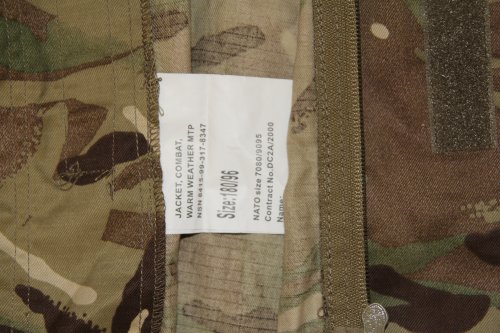 JACKET, COMBAT,
WARM WEATHER MTP
NSN 8415-99-317-8347
Size:180/96
NATO size 7080/9095
Contract No.DC2A/2000
Name: